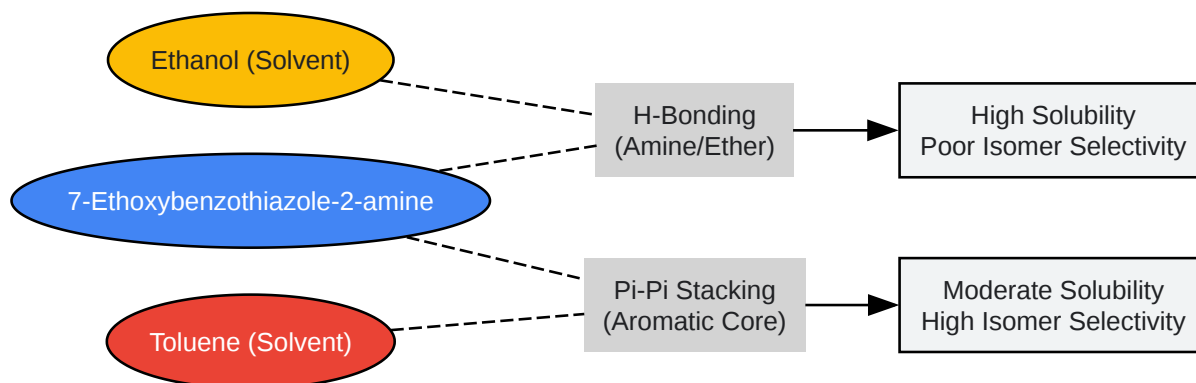 Ethanol (Solvent)
H-Bonding
(Amine/Ether)
High Solubility
Poor Isomer Selectivity
7-Ethoxybenzothiazole-2-amine
Pi-Pi Stacking
(Aromatic Core)
Moderate Solubility
High Isomer Selectivity
Toluene (Solvent)